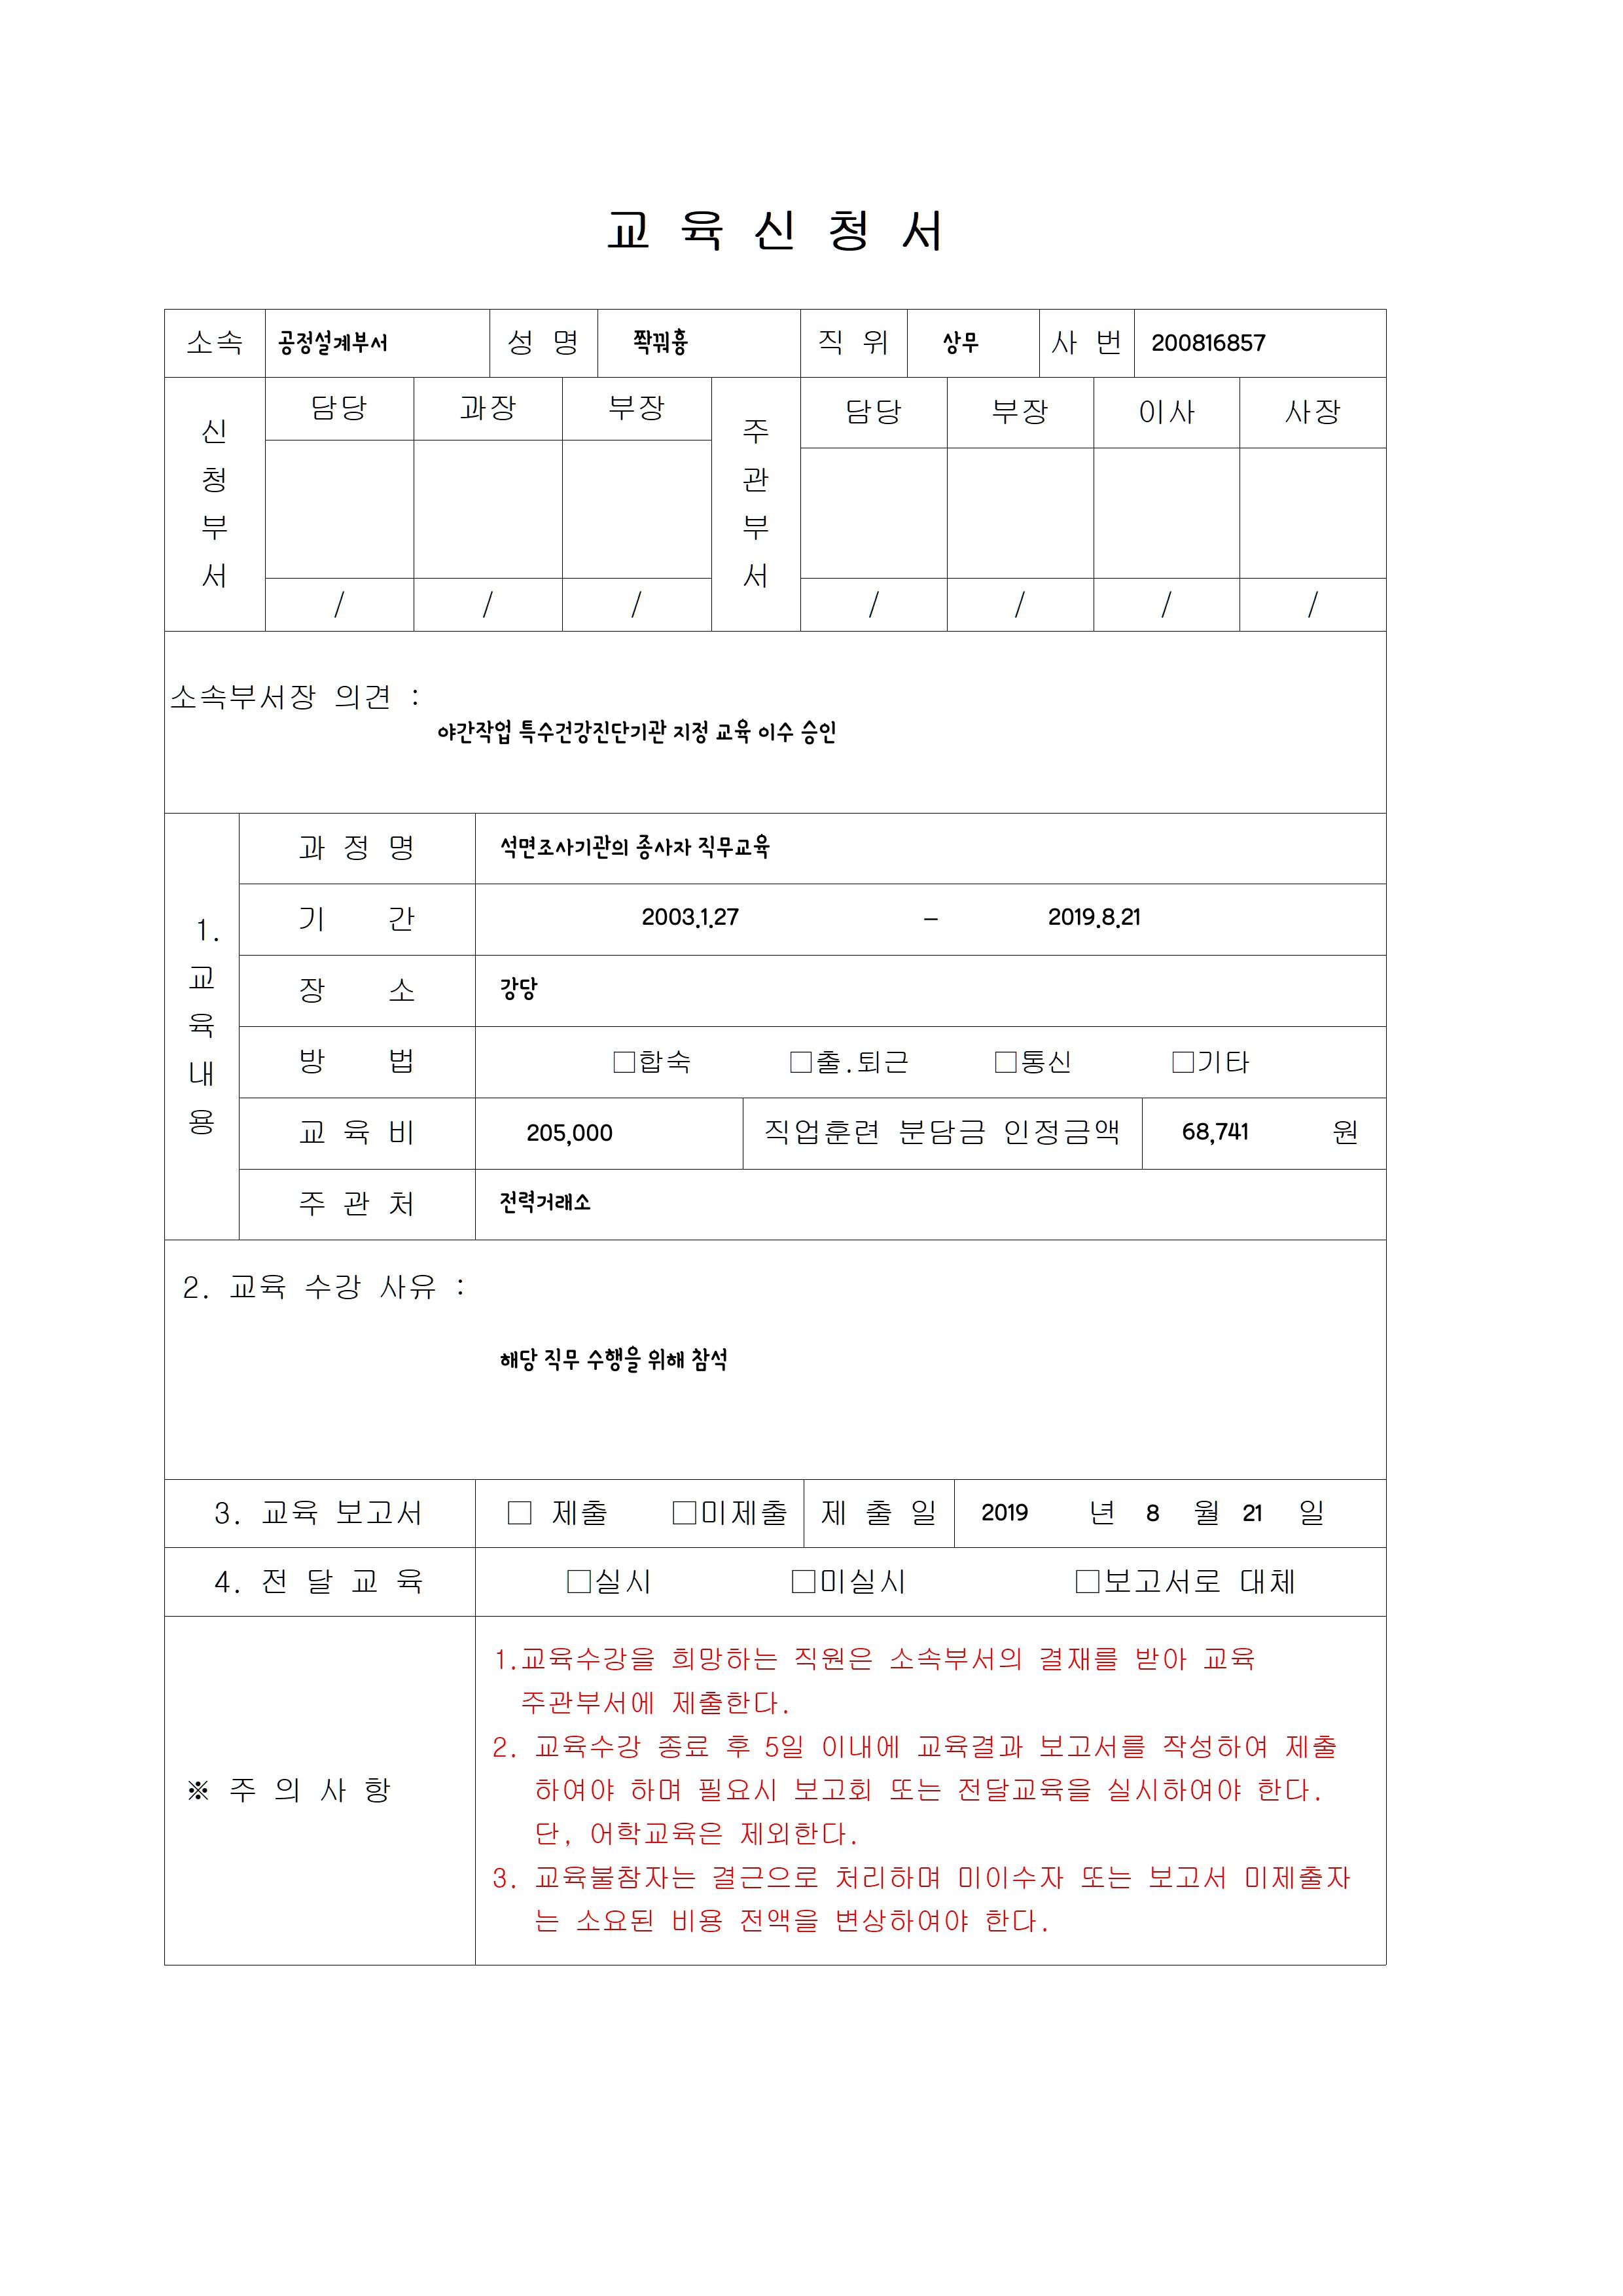 교 육 신 청 서
소속 공정설계부서 성 명 쫙꿔흉 직 위 상무 사 번 200816857
신청부서 담당 과장 부장 주관부서 담당 부장 이사 사장
/ / / / / / /
소속부서장 의견 :
야간작업 특수건강진단기관 지정 교육 이수 승인
1. 교육내용
과 정 명 석면조사기관의 종사자 직무교육
기 간 2003.1.27 - 2019.8.21
장 소 강당
방 법 □합숙 □출.퇴근 □통신 □기타
교 육 비 205,000 직업훈련 분담금 인정금액 68,741 원
주 관 처 전력거래소
2. 교육 수강 사유 :
해당 직무 수행을 위해 참석
3. 교육 보고서 □ 제출 □미제출 제 출 일 2019 년 8 월 21 일
4. 전 달 교 육 □실시 □미실시 □보고서로 대체
※ 주 의 사 항
1.교육수강을 희망하는 직원은 소속부서의 결재를 받아 교육
주관부서에 제출한다.
2. 교육수강 종료 후 5일 이내에 교육결과 보고서를 작성하여 제출
하여야 하며 필요시 보고회 또는 전달교육을 실시하여야 한다.
단, 어학교육은 제외한다.
3. 교육불참자는 결근으로 처리하며 미이수자 또는 보고서 미제출자
는 소요된 비용 전액을 변상하여야 한다.